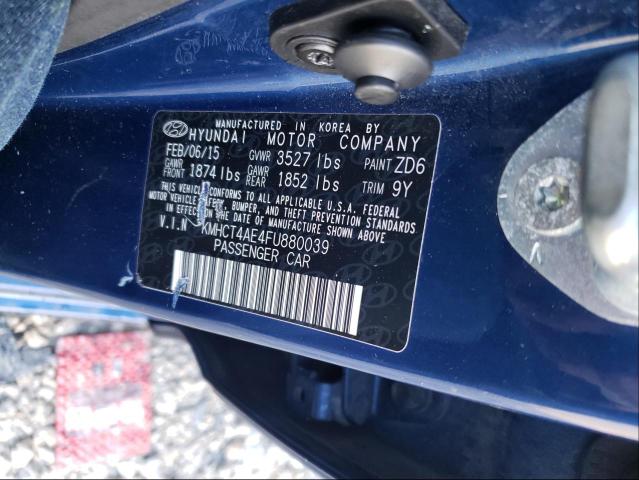 MANUFACTURED IN KOREA BY
HYUNDAI MOTOR COMPANY
FEB/06/15 GVWR 3527 lbs PAINT ZD6
GAWR FRONT 1874 lbs GAWR REAR 1852 lbs TRIM 9Y
THIS VEHICLE CONFORMS TO ALL APPLICABLE U.S.A. FEDERAL
MOTOR VEHICLE SAFETY, BUMPER, AND THEFT PREVENTION STANDARDS
IN EFFECT ON THE DATE OF MANUFACTURE SHOWN ABOVE
V.I.N KMHCT4AE4FU880039
PASSENGER CAR